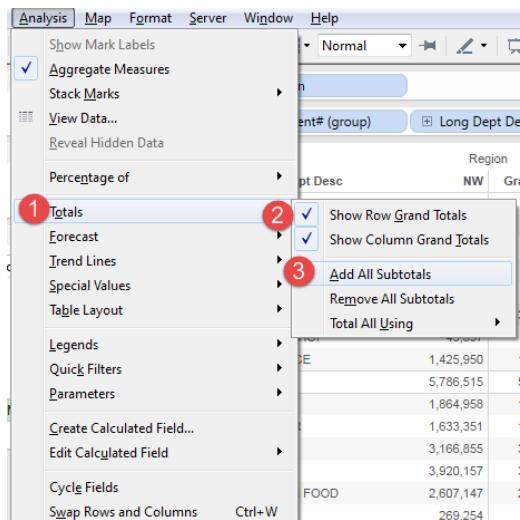 Analysis Map Format Server Window Help
Show Mark Labels
Normal
Aggregate Measures
Stack Marks
View Data...
ent# (group) Long Dept De
Reveal Hidden Data
Region
Percentage of
pt Desc NW Gra
1 Totals
2 Show Row Grand Totals
Forecast
Show Column Grand Totals
Trend Lines
3 Add All Subtotals
Special Values
Remove All Subtotals
Table Layout
Total All Using
Legends
CE 1,425,950
Quick Filters
5,786,515
Parameters
1,864,958
Create Calculated Field...
1,633,351
Edit Calculated Field
3,166,855
3,920,157
Cycle Fields
FOOD 2,607,147
Swap Rows and Columns Ctrl+W
269,254